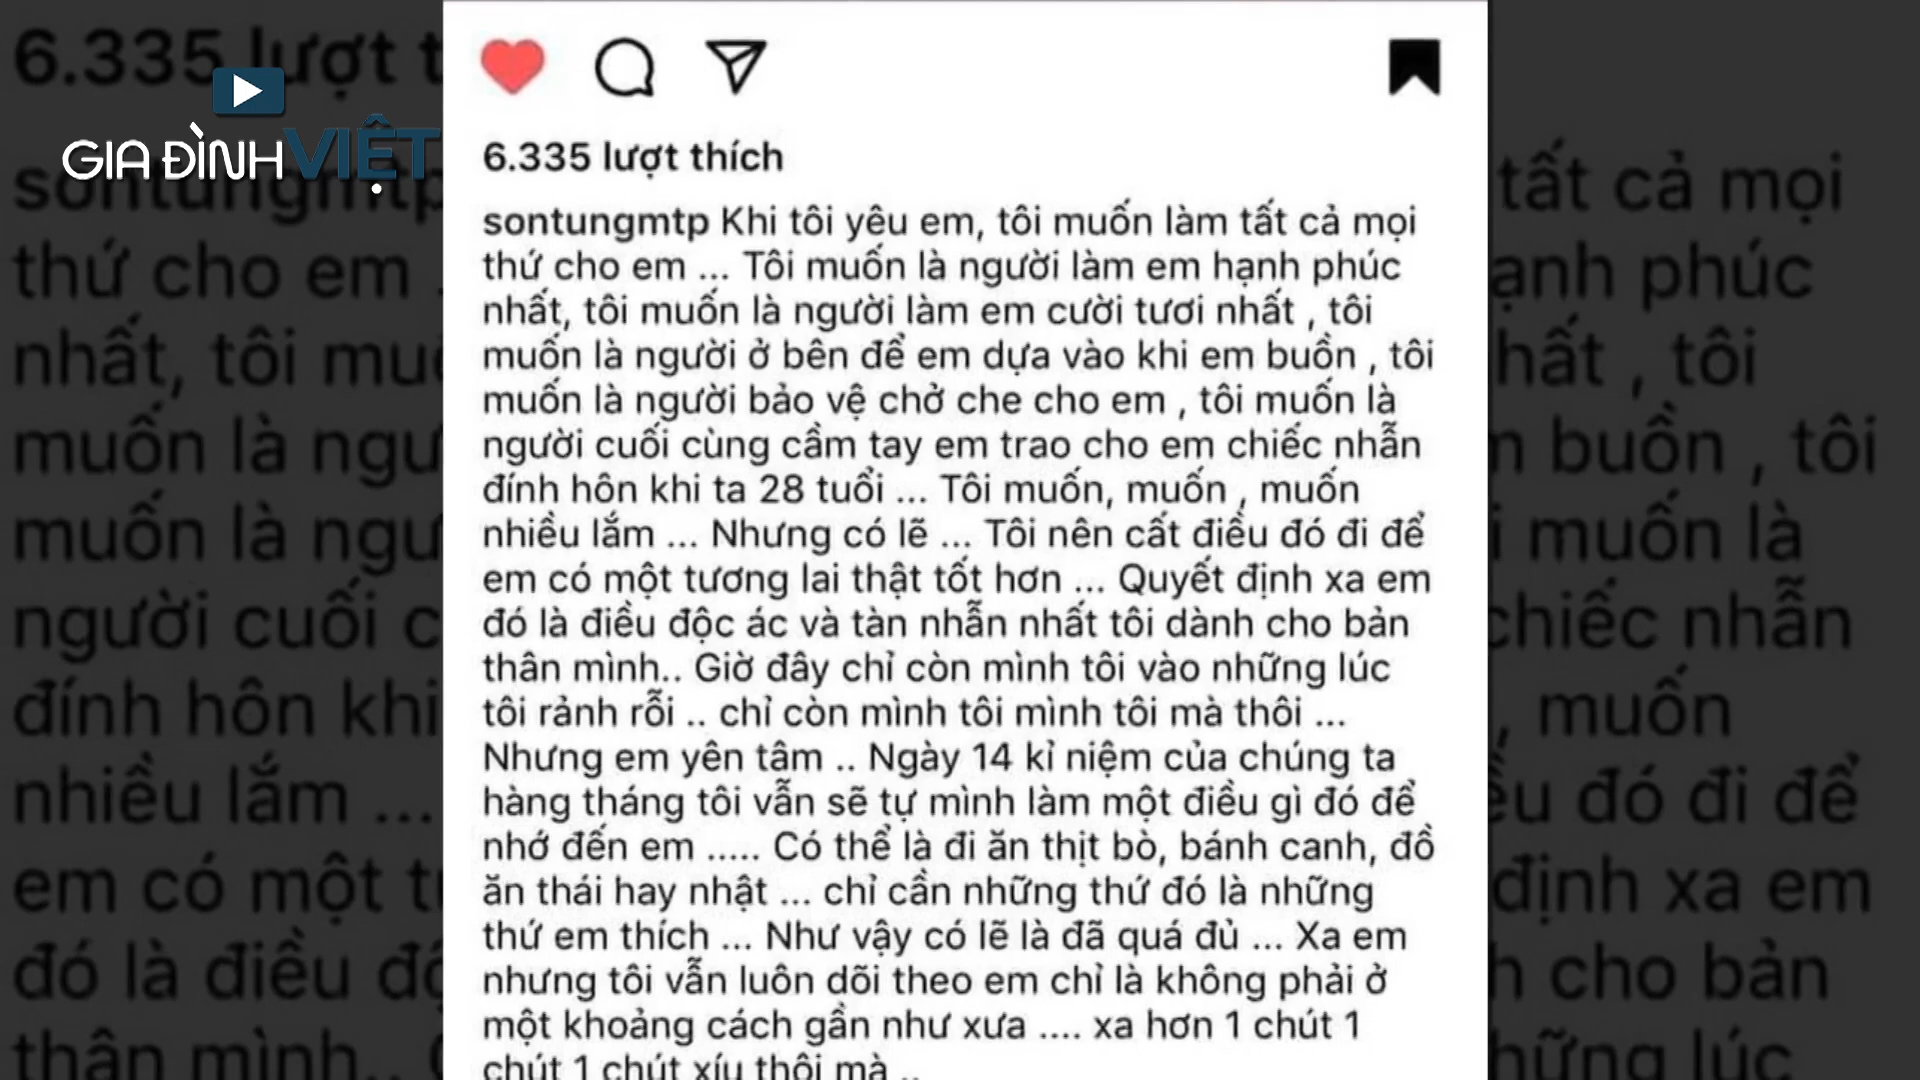 GIA ĐÌNH VIỆT
6.335 lượt thích
sontungmtp Khi tôi yêu em, tôi muốn làm tất cả mọi
thứ cho em ... Tôi muốn là người làm em hạnh phúc
nhất, tôi muốn là người làm em cười tươi nhất , tôi
muốn là người ở bên để em dựa vào khi em buồn , tôi
muốn là người bảo vệ chở che cho em , tôi muốn là
người cuối cùng cầm tay em trao cho em chiếc nhẫn
đính hôn khi ta 28 tuổi ... Tôi muốn, muốn , muốn
nhiều lắm ... Nhưng có lẽ ... Tôi nên cất điều đó đi để
em có một tương lai thật tốt hơn ... Quyết định xa em
đó là điều độc ác và tàn nhẫn nhất tôi dành cho bản
thân mình.. Giờ đây chỉ còn mình tôi vào những lúc
tôi rảnh rỗi .. chỉ còn mình tôi mình tôi mà thôi ...
Nhưng em yên tâm .. Ngày 14 kỉ niệm của chúng ta
hàng tháng tôi vẫn sẽ tự mình làm một điều gì đó để
nhớ đến em ..... Có thể là đi ăn thịt bò, bánh canh, đồ
ăn thái hay nhật ... chỉ cần những thứ đó là những
thứ em thích ... Như vậy có lẽ là đã quá đủ ... Xa em
nhưng tôi vẫn luôn dõi theo em chỉ là không phải ở
một khoảng cách gần như xưa .... xa hơn 1 chút 1
chút 1 chút xíu thôi mà ..